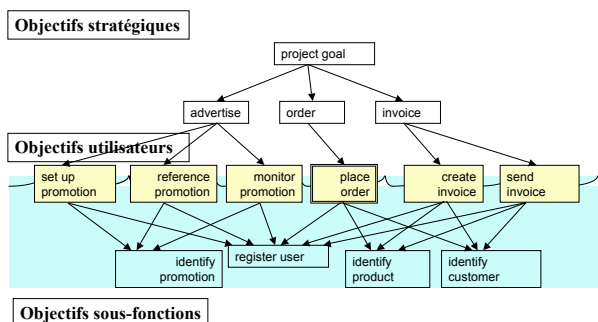 Objectifs stratégiques
project goal
advertise
order
invoice
Objectifs utilisateurs
set up
promotion
reference
promotion
monitor
promotion
place
order
create
invoice
send
invoice
identify
promotion
register user
identify
product
identify
customer
Objectifs sous-fonctions